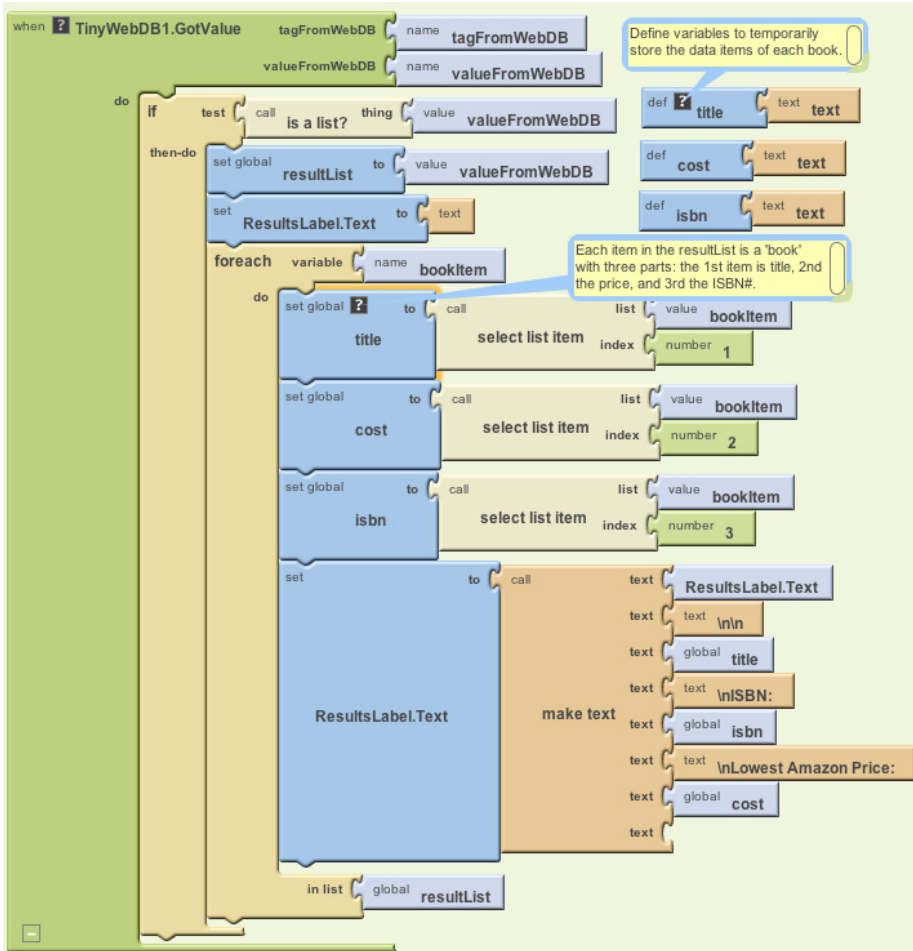 when ? TinyWebDB1.GotValue tagFromWebDB name tagFromWebDB
valueFromWebDB name valueFromWebDB
Define variables to temporarily
store the data items of each book.
do if test call is a list? thing value valueFromWebDB
def ? title text text
then-do set global resultList to value valueFromWebDB
def cost text text
set ResultsLabel.Text to text
def isbn text text
foreach variable name bookItem
Each item in the resultList is a 'book'
with three parts: the 1st item is title, 2nd
the price, and 3rd the ISBN#.
do set global ? title to call select list item list value bookItem
index number 1
set global cost to call select list item list value bookItem
index number 2
set global isbn to call select list item list value bookItem
index number 3
set ResultsLabel.Text to call make text text ResultsLabel.Text
text text \n\n
text global title
text text \nISBN:
text global isbn
text text \nLowest Amazon Price:
text global cost
text
in list global resultList